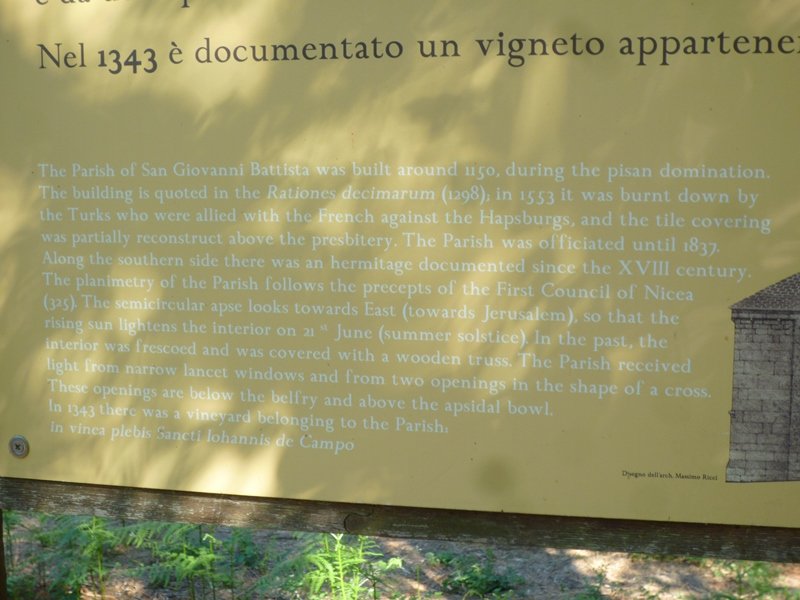 Nel 1343 è documentato un vigneto appartene
The Parish of San Giovanni Battista was built around 1150, during the pisan domination.
The building is quoted in the Rationes decimarum (1298); in 1553 it was burnt down by
the Turks who were allied with the French against the Hapsburgs, and the tile covering
was partially reconstruct above the presbitery. The Parish was officiated until 1837.
Along the southern side there was an hermitage documented since the XVIII century.
The planimetry of the Parish follows the precepts of the First Council of Nicea
(325). The semicircular apse looks towards East (towards Jerusalem), so that the
rising sun lightens the interior on 21 st June (summer solstice). In the past, the
interior was frescoed and was covered with a wooden truss. The Parish received
light from narrow lancet windows and from two openings in the shape of a cross.
These openings are below the belfry and above the apsidal bowl.
In 1343 there was a vineyard belonging to the Parish:
in vinea plebis Sancti Iohannis de Campo
Disegno dell'arch. Massimo Ricci